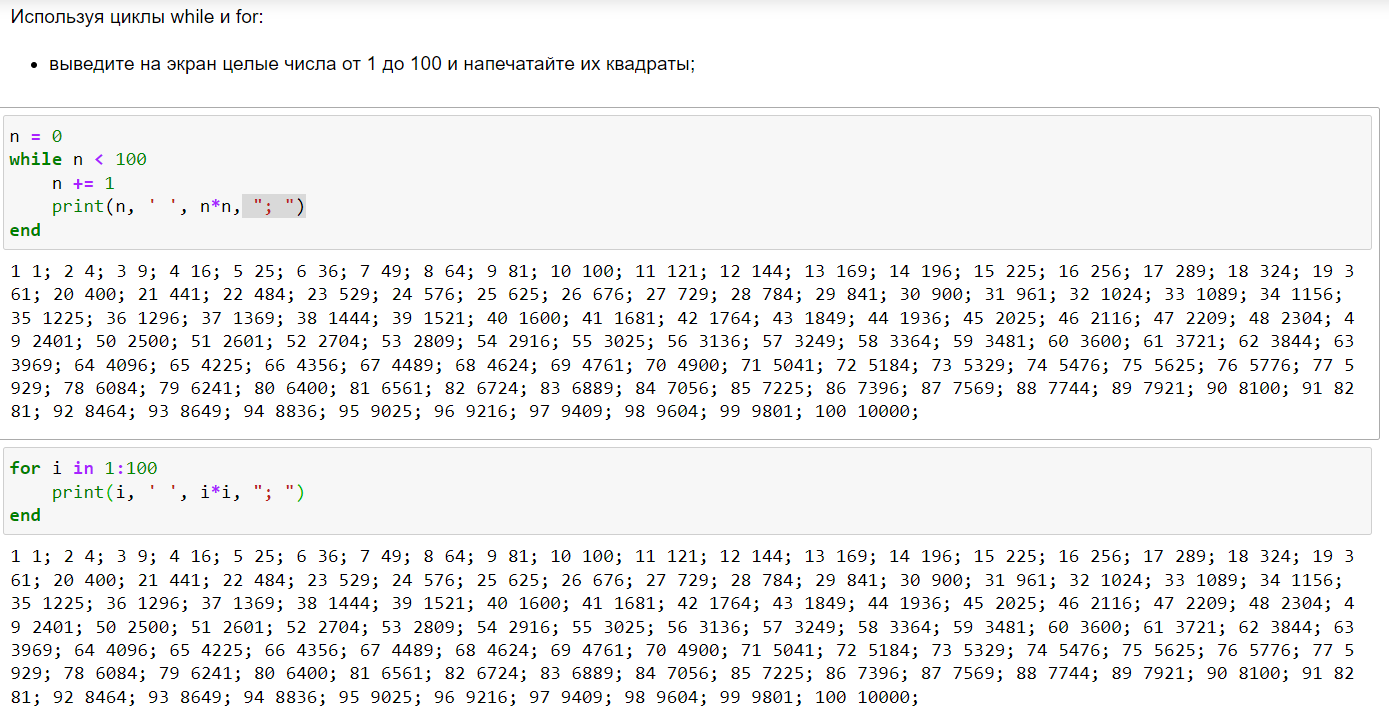 Используя циклы while и for:
• выведите на экран целые числа от 1 до 100 и напечатайте их квадраты;
n = 0
while n < 100
    n += 1
    print(n, ' ', n*n, "; ")
end
1 1; 2 4; 3 9; 4 16; 5 25; 6 36; 7 49; 8 64; 9 81; 10 100; 11 121; 12 144; 13 169; 14 196; 15 225; 16 256; 17 289; 18 324; 19 3
61; 20 400; 21 441; 22 484; 23 529; 24 576; 25 625; 26 676; 27 729; 28 784; 29 841; 30 900; 31 961; 32 1024; 33 1089; 34 1156;
35 1225; 36 1296; 37 1369; 38 1444; 39 1521; 40 1600; 41 1681; 42 1764; 43 1849; 44 1936; 45 2025; 46 2116; 47 2209; 48 2304; 4
9 2401; 50 2500; 51 2601; 52 2704; 53 2809; 54 2916; 55 3025; 56 3136; 57 3249; 58 3364; 59 3481; 60 3600; 61 3721; 62 3844; 63
3969; 64 4096; 65 4225; 66 4356; 67 4489; 68 4624; 69 4761; 70 4900; 71 5041; 72 5184; 73 5329; 74 5476; 75 5625; 76 5776; 77 5
929; 78 6084; 79 6241; 80 6400; 81 6561; 82 6724; 83 6889; 84 7056; 85 7225; 86 7396; 87 7569; 88 7744; 89 7921; 90 8100; 91 82
81; 92 8464; 93 8649; 94 8836; 95 9025; 96 9216; 97 9409; 98 9604; 99 9801; 100 10000;
for i in 1:100
    print(i, ' ', i*i, "; ")
end
1 1; 2 4; 3 9; 4 16; 5 25; 6 36; 7 49; 8 64; 9 81; 10 100; 11 121; 12 144; 13 169; 14 196; 15 225; 16 256; 17 289; 18 324; 19 3
61; 20 400; 21 441; 22 484; 23 529; 24 576; 25 625; 26 676; 27 729; 28 784; 29 841; 30 900; 31 961; 32 1024; 33 1089; 34 1156;
35 1225; 36 1296; 37 1369; 38 1444; 39 1521; 40 1600; 41 1681; 42 1764; 43 1849; 44 1936; 45 2025; 46 2116; 47 2209; 48 2304; 4
9 2401; 50 2500; 51 2601; 52 2704; 53 2809; 54 2916; 55 3025; 56 3136; 57 3249; 58 3364; 59 3481; 60 3600; 61 3721; 62 3844; 63
3969; 64 4096; 65 4225; 66 4356; 67 4489; 68 4624; 69 4761; 70 4900; 71 5041; 72 5184; 73 5329; 74 5476; 75 5625; 76 5776; 77 5
929; 78 6084; 79 6241; 80 6400; 81 6561; 82 6724; 83 6889; 84 7056; 85 7225; 86 7396; 87 7569; 88 7744; 89 7921; 90 8100; 91 82
81; 92 8464; 93 8649; 94 8836; 95 9025; 96 9216; 97 9409; 98 9604; 99 9801; 100 10000;